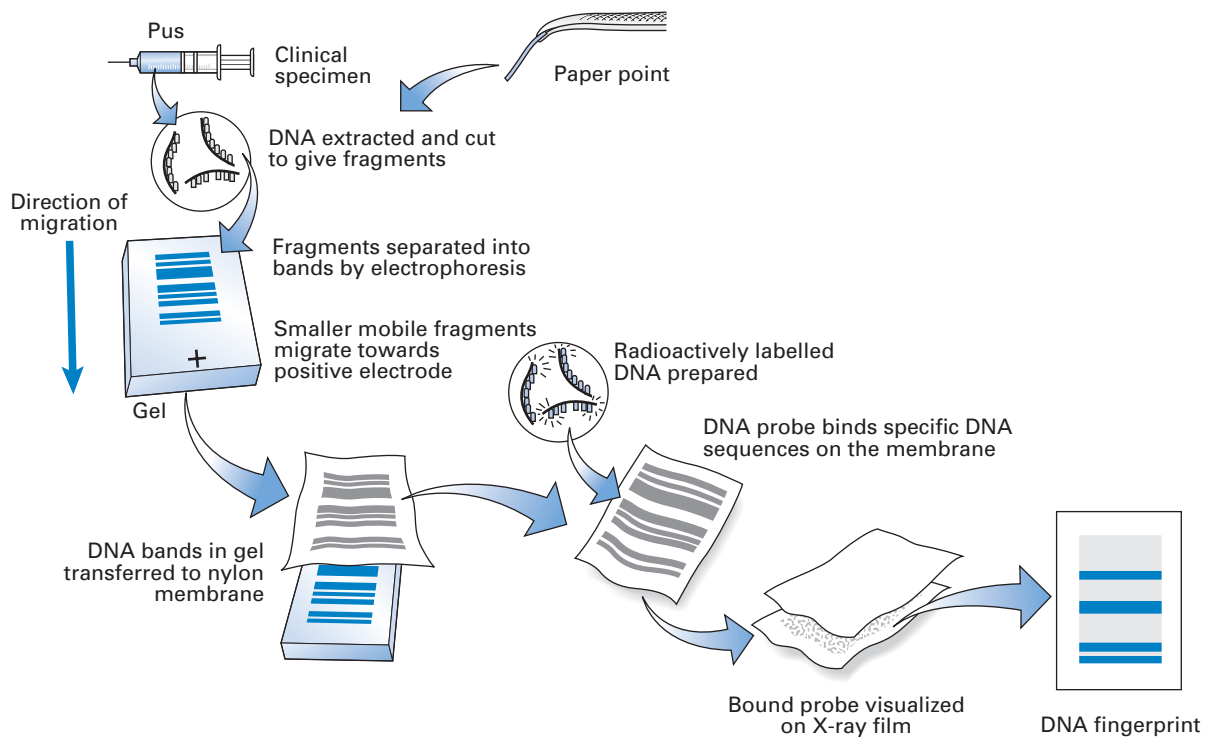 Pus
Clinical
specimen
Paper point
DNA extracted and cut
to give fragments
Direction of
migration
Fragments separated into
bands by electrophoresis
Smaller mobile fragments
migrate towards
positive electrode
+
Gel
Radioactively labelled
DNA prepared
DNA probe binds specific DNA
sequences on the membrane
DNA bands in gel
transferred to nylon
membrane
Bound probe visualized
on X-ray film
DNA fingerprint